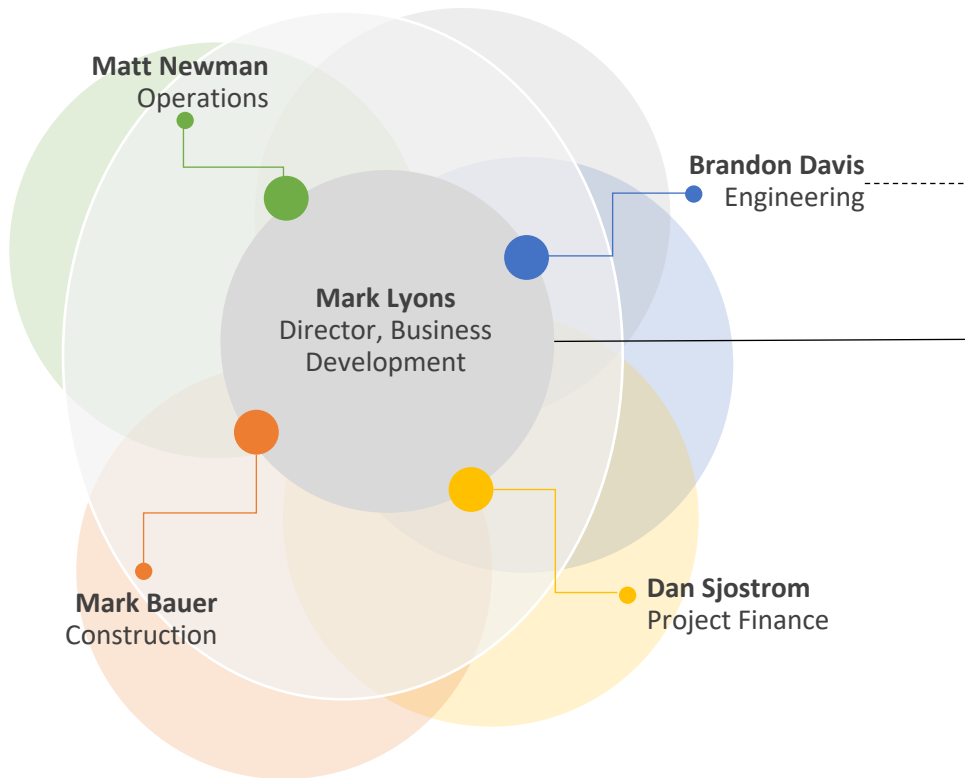 Matt Newman
Operations
Brandon Davis
Engineering
Mark Lyons
Director, Business
Development
Mark Bauer
Construction
Dan Sjostrom
Project Finance